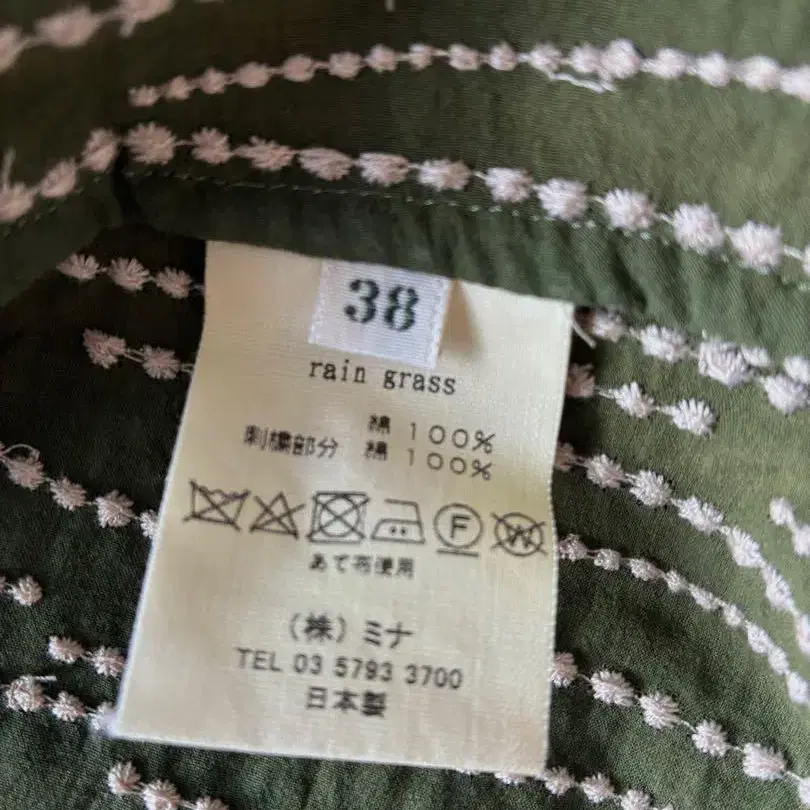 38
rain grass
綿 100%
刺繍部分 綿 100%
F W
あて布使用
(株)ミナ
TEL 03 5793 3700
日本製